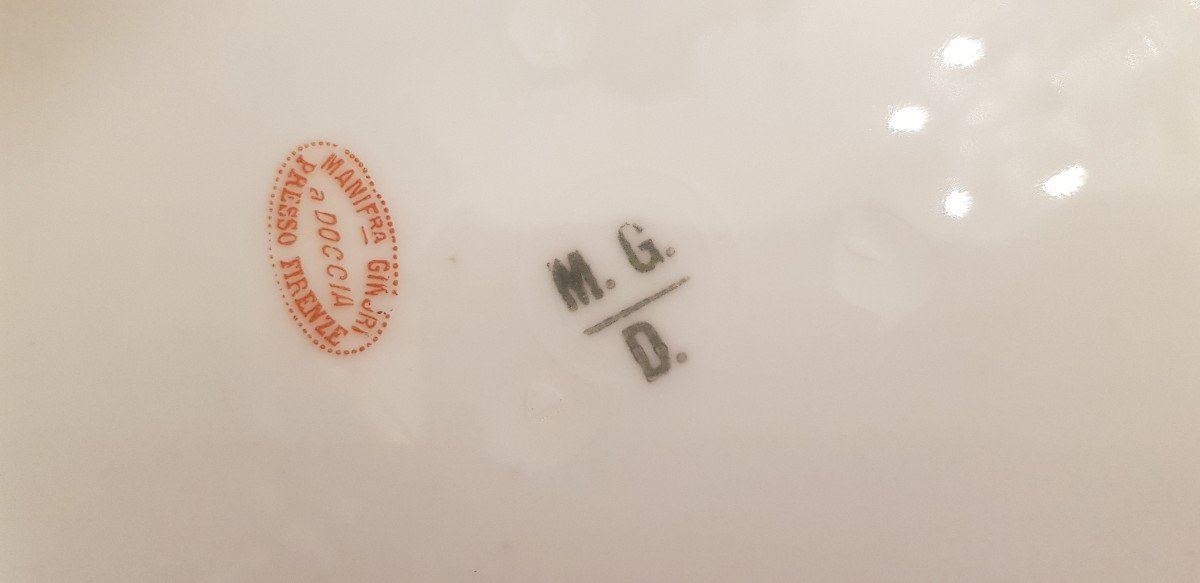 MANIFRA GINORI
a DOCCIA
PRESSO FIRENZE
M. G.
D.